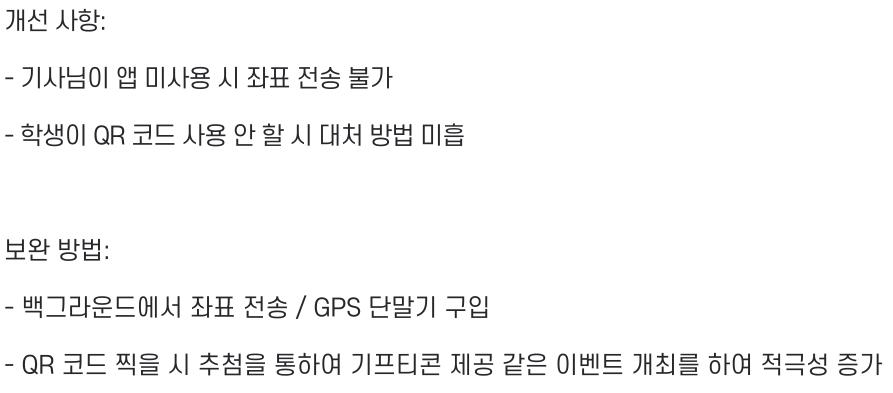 개선 사항:
- 기사님이 앱 미사용 시 좌표 전송 불가
- 학생이 QR 코드 사용 안 할 시 대처 방법 미흡
보완 방법:
- 백그라운드에서 좌표 전송 / GPS 단말기 구입
- QR 코드 찍을 시 추첨을 통하여 기프티콘 제공 같은 이벤트 개최를 하여 적극성 증가